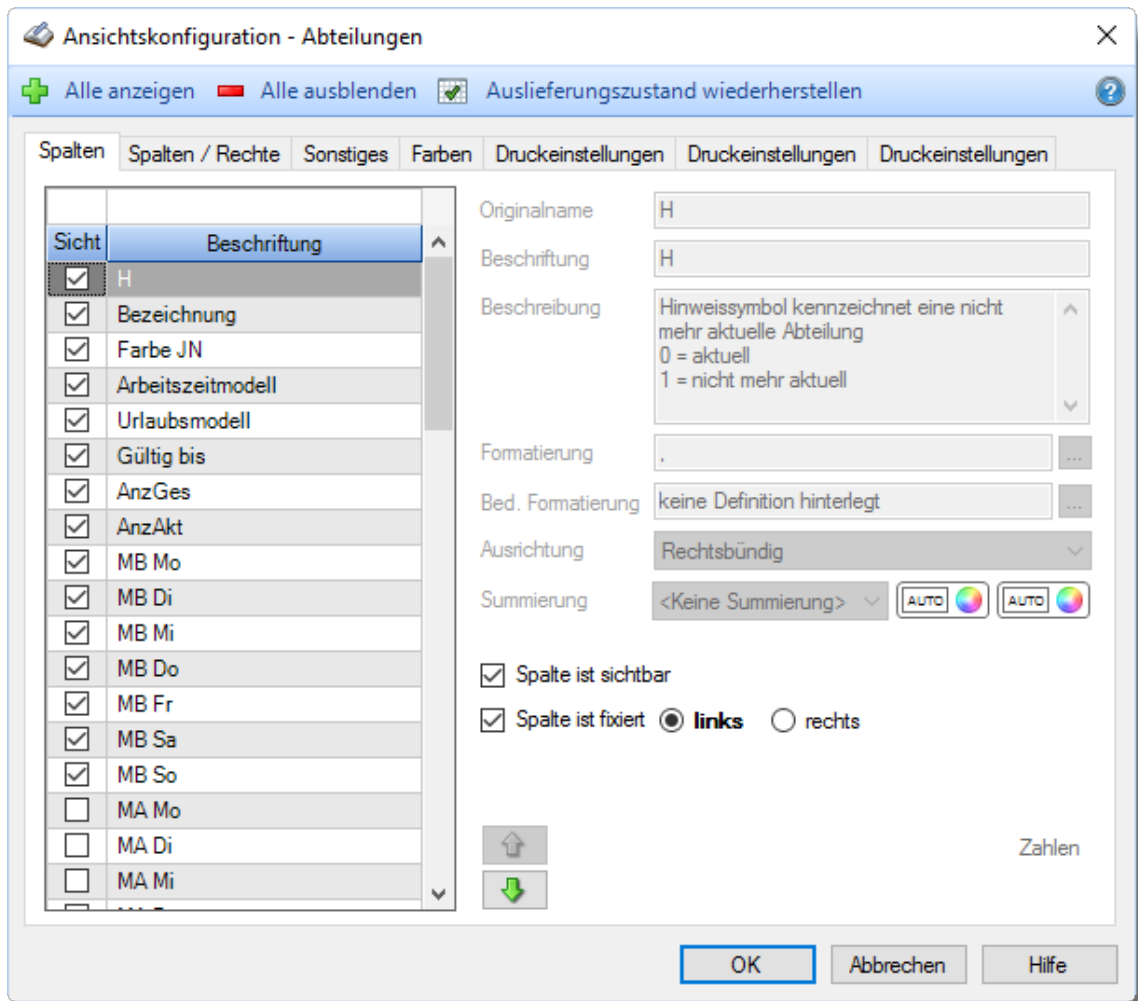 Ansichtskonfiguration - Abteilungen
Alle anzeigen Alle ausblenden Auslieferungszustand wiederherstellen ?
Spalten Spalten / Rechte Sonstiges Farben Druckeinstellungen Druckeinstellungen Druckeinstellungen
Sicht Beschriftung
H
Bezeichnung
Farbe JN
Arbeitszeitmodell
Urlaubsmodell
Gültig bis
AnzGes
AnzAkt
MB Mo
MB Di
MB Mi
MB Do
MB Fr
MB Sa
MB So
MA Mo
MA Di
MA Mi
Originalname H
Beschriftung H
Beschreibung Hinweissymbol kennzeichnet eine nicht
mehr aktuelle Abteilung
0 = aktuell
1 = nicht mehr aktuell
Formatierung , ...
Bed. Formatierung keine Definition hinterlegt ...
Ausrichtung Rechtsbündig
Summierung <Keine Summierung> AUTO AUTO
Spalte ist sichtbar
Spalte ist fixiert links rechts
Zahlen
OK Abbrechen Hilfe